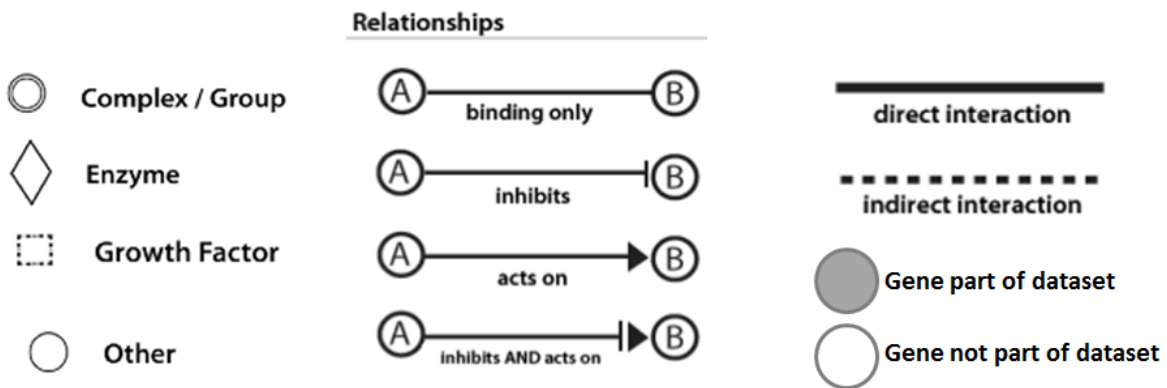 Relationships
Complex / Group
Enzyme
Growth Factor
Other
A B
binding only
A B
inhibits
A B
acts on
A B
inhibits AND acts on
direct interaction
indirect interaction
Gene part of dataset
Gene not part of dataset